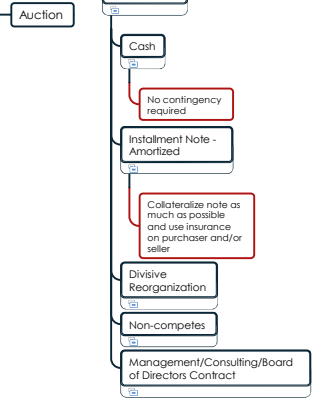 Auction
Cash
No contingency
required
Installment Note -
Amortized
Collateralize note as
much as possible
and use insurance
on purchaser and/or
seller
Divisive
Reorganization
Non-competes
Management/Consulting/Board
of Directors Contract